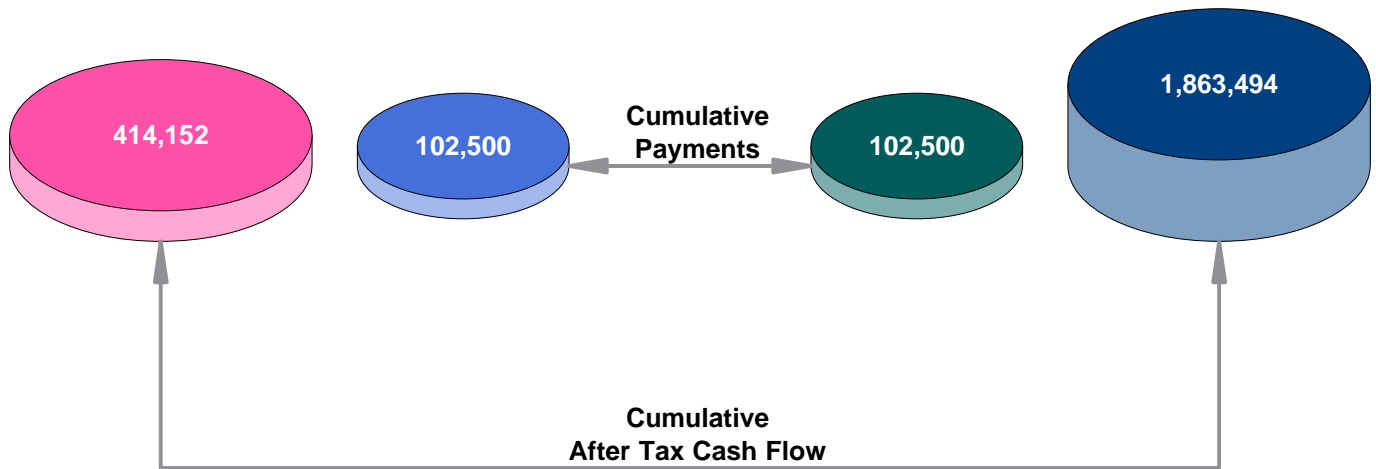 414,152
102,500
Cumulative
Payments
102,500
1,863,494
Cumulative
After Tax Cash Flow